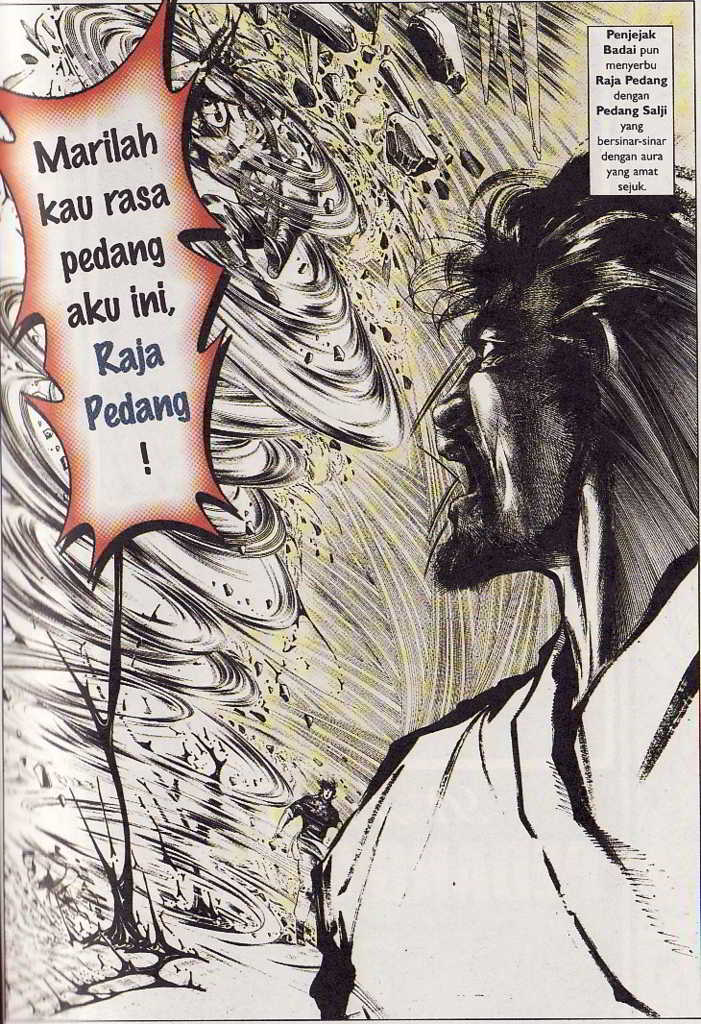 Penjejak
Badai pun
menyerbu
Raja Pedang
dengan
Pedang Salji
yang
bersinar-sinar
dengan aura
yang amat
sejuk.
Marilah
kau rasa
pedang
aku ini,
Raja
Pedang
!